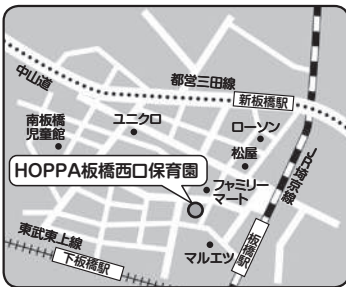 中山道
都営三田線
新板橋駅
南板橋
児童館
ユニクロ
ローソン
松屋
JR埼京線
HOPPA板橋西口保育園
ファミリー
マート
東武東上線
下板橋駅
マルエツ
板橋駅